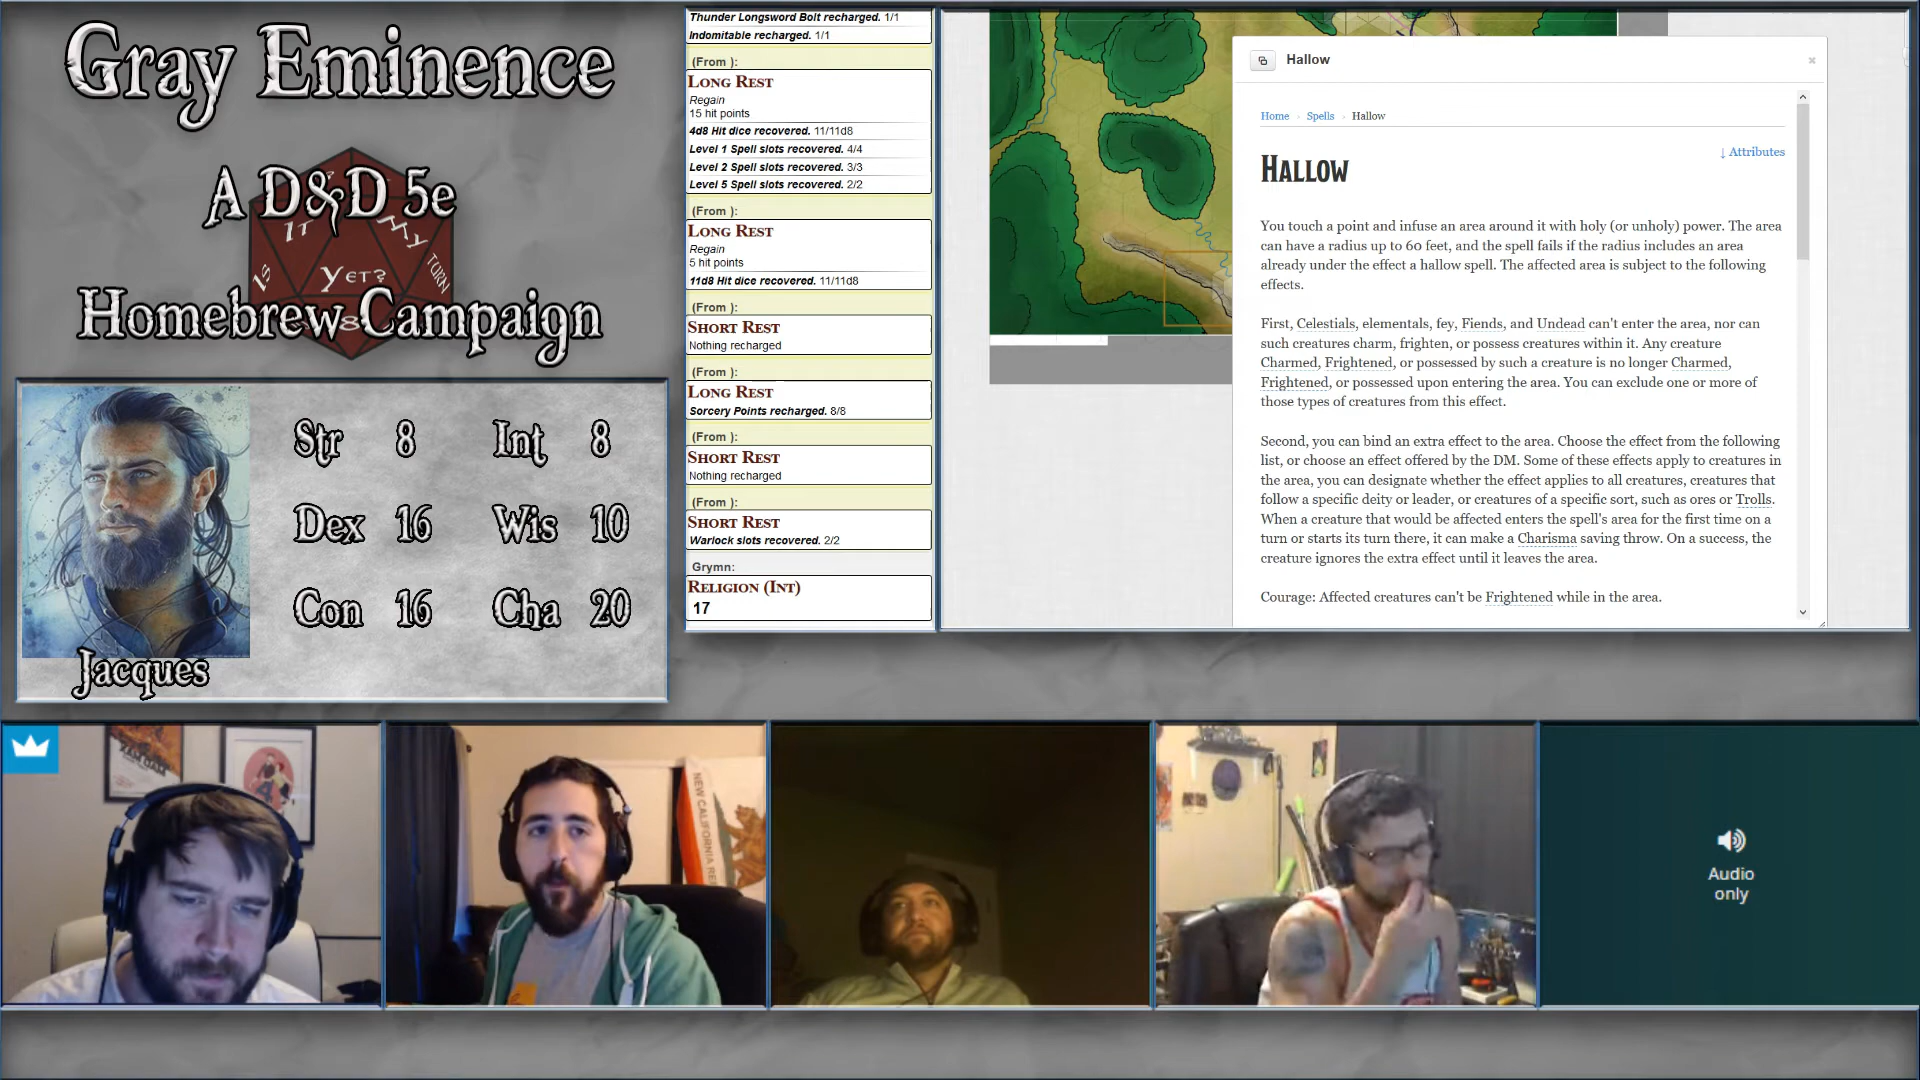 Gray Eminence
A D&D 5e
Is
It
My
Turn
Yet?
8
Homebrew Campaign
Str 8 Int 8
Dex 16 Wis 10
Con 16 Cha 20
Jacques
Thunder Longsword Bolt recharged. 1/1
Indomitable recharged. 1/1
(From ):
Long Rest
Regain
15 hit points
4d8 Hit dice recovered. 11/11d8
Level 1 Spell slots recovered. 4/4
Level 2 Spell slots recovered. 3/3
Level 5 Spell slots recovered. 2/2
(From ):
Long Rest
Regain
5 hit points
11d8 Hit dice recovered. 11/11d8
(From ):
Short Rest
Nothing recharged
(From ):
Long Rest
Sorcery Points recharged. 8/8
(From ):
Short Rest
Nothing recharged
(From ):
Short Rest
Warlock slots recovered. 2/2
Grymn:
Religion (Int)
17
Hallow
Home Spells Hallow
↓ Attributes
Hallow
You touch a point and infuse an area around it with holy (or unholy) power. The area
can have a radius up to 60 feet, and the spell fails if the radius includes an area
already under the effect a hallow spell. The affected area is subject to the following
effects.
First, Celestials, elementals, fey, Fiends, and Undead can't enter the area, nor can
such creatures charm, frighten, or possess creatures within it. Any creature
Charmed, Frightened, or possessed by such a creature is no longer Charmed,
Frightened, or possessed upon entering the area. You can exclude one or more of
those types of creatures from this effect.
Second, you can bind an extra effect to the area. Choose the effect from the following
list, or choose an effect offered by the DM. Some of these effects apply to creatures in
the area, you can designate whether the effect applies to all creatures, creatures that
follow a specific deity or leader, or creatures of a specific sort, such as ores or Trolls.
When a creature that would be affected enters the spell's area for the first time on a
turn or starts its turn there, it can make a Charisma saving throw. On a success, the
creature ignores the extra effect until it leaves the area.
Courage: Affected creatures can't be Frightened while in the area.
NEW CALIFORNIA RE
Audio
only